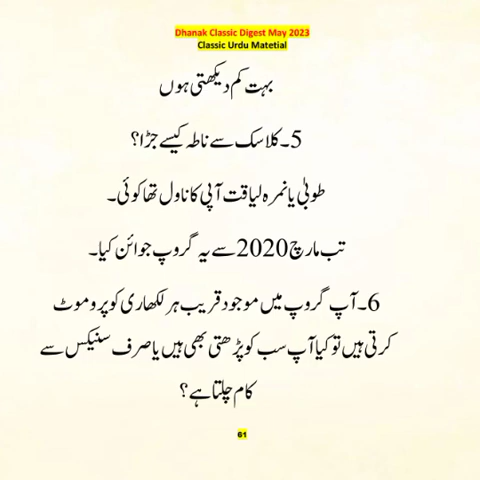 Dhanak Classic Digest May 2023
Classic Urdu Matetial
بہت کم دیکھتی ہوں
5۔کلاسک سے ناطہ کیسے جڑا؟
طوبیٰ یا نمرہ لیاقت آپی کا ناول تھا کوئی۔
تب مارچ 2020 سے یہ گروپ جوائن کیا۔
6۔آپ گروپ میں موجود قریب ہر لکھاری کو پروموٹ
کرتی ہیں تو کیا آپ سب کو پڑھتی بھی ہیں یا صرف سنیکس سے
کام چلتا ہے؟
61